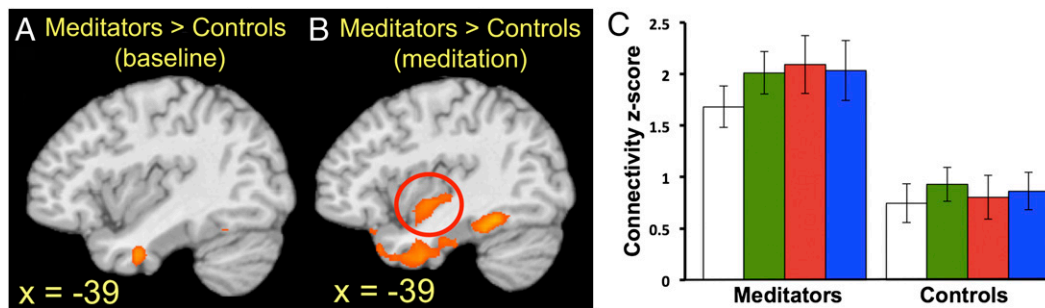 A Meditators > Controls
(baseline)
x = -39
B Meditators > Controls
(meditation)
x = -39
C
Connectivity z-score
2.5
2
1.5
1
0.5
0
Meditators Controls